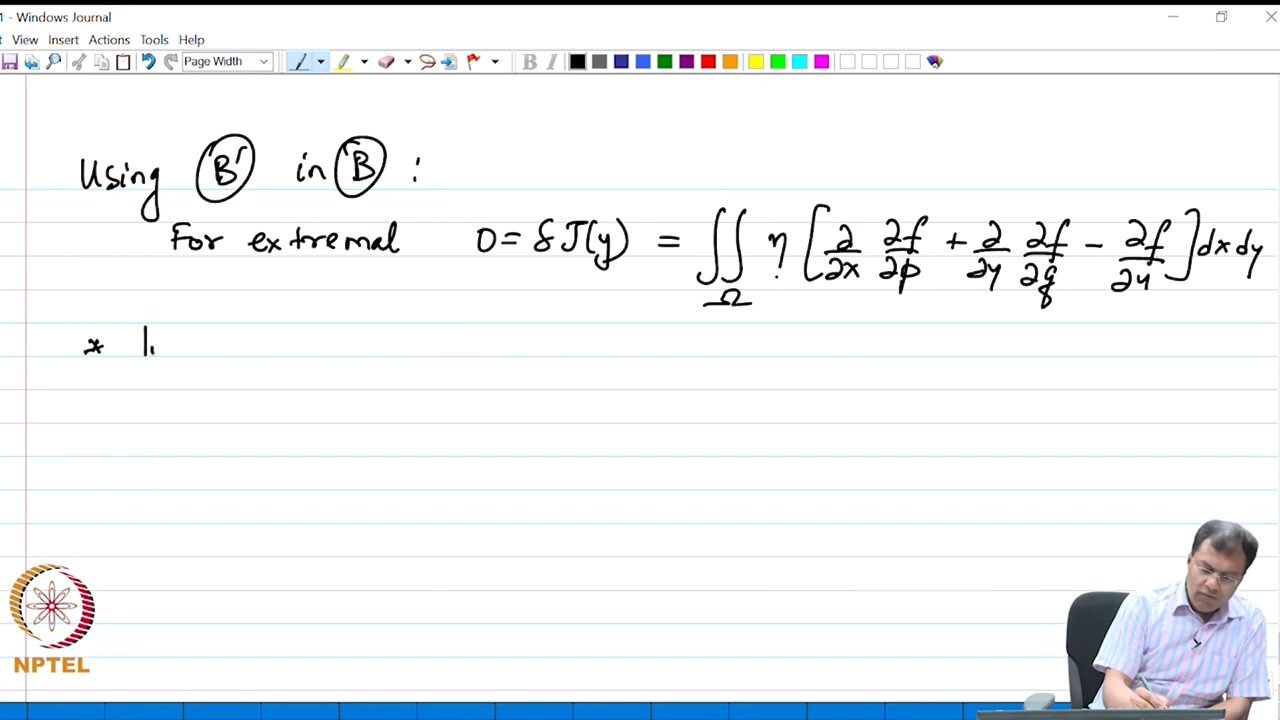 1 - Windows Journal
t View Insert Actions Tools Help
Page Width
B I
Using (B') in (B) :
For extremal 0 = δJ(y) = ∬_Ω η [ ∂/∂x ∂f/∂p + ∂/∂y ∂f/∂q - ∂f/∂u ] dx dy
*
NPTEL